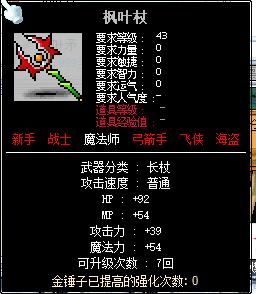 枫叶杖
要求等级： 43
要求力量： 0
要求敏捷： 0
要求智力： 0
要求运气： 0
要求人气度：-
道具等级： -
道具经验值： -
新手 战士 魔法师 弓箭手 飞侠 海盗
武器分类 : 长杖
攻击速度 : 普通
HP : +92
MP : +54
攻击力 : +39
魔法力 : +54
可升级次数 : 7回
金锤子已提高的强化次数: 0